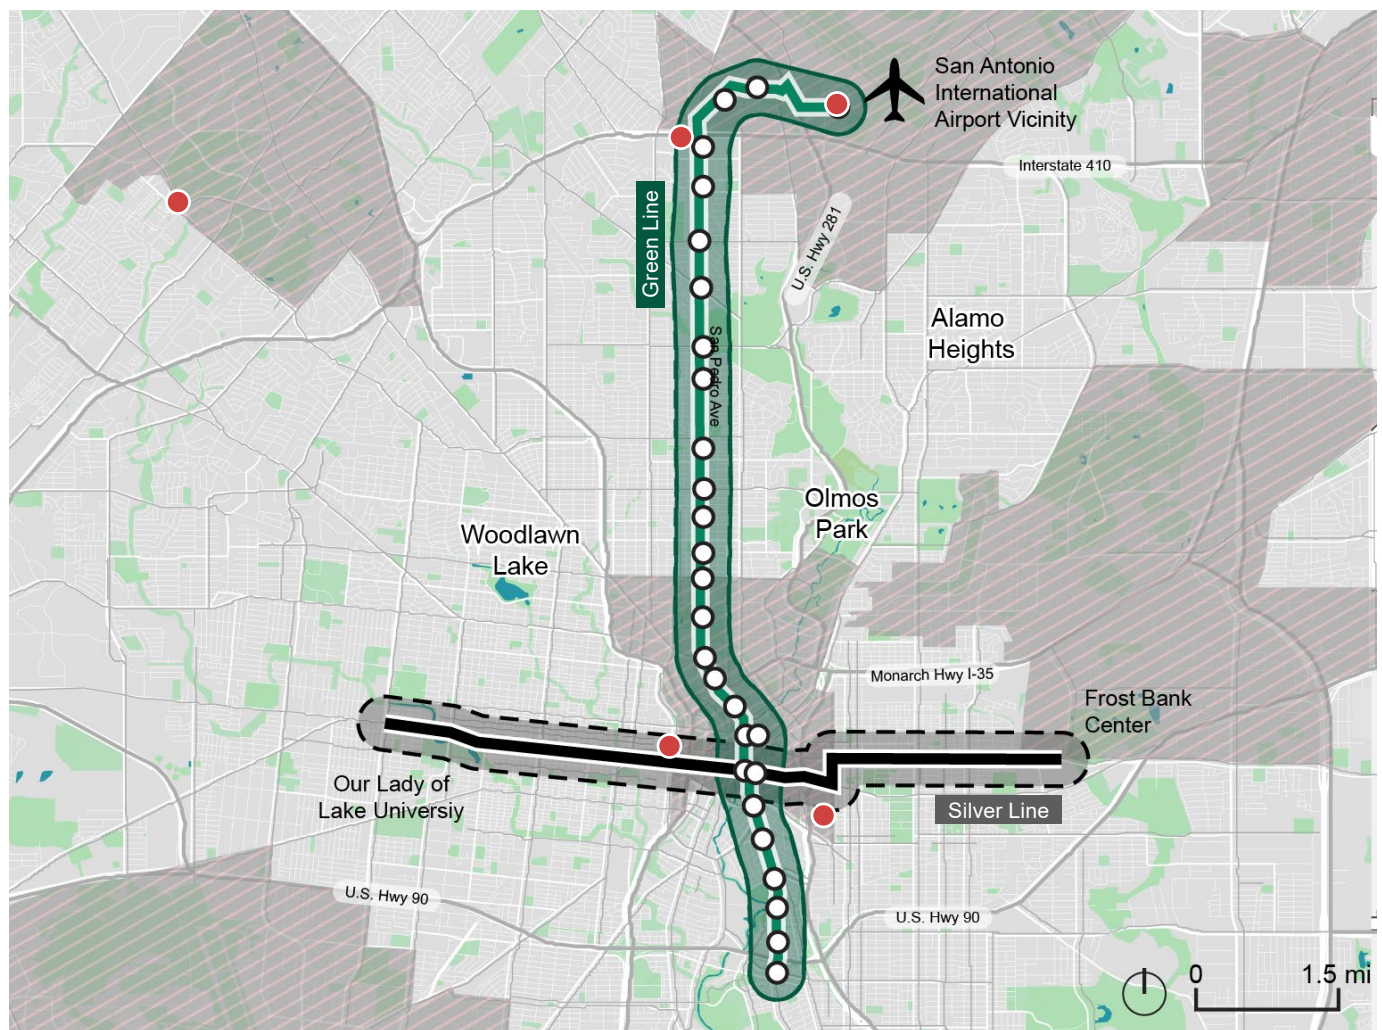 San Antonio
International
Airport Vicinity
Interstate 410
Green Line
U.S. Hwy 281
San Pedro Ave
Alamo
Heights
Olmos
Park
Woodlawn
Lake
Monarch Hwy I-35
Frost Bank
Center
Our Lady of
Lake Universiy
Silver Line
U.S. Hwy 90
U.S. Hwy 90
0 1.5 mi